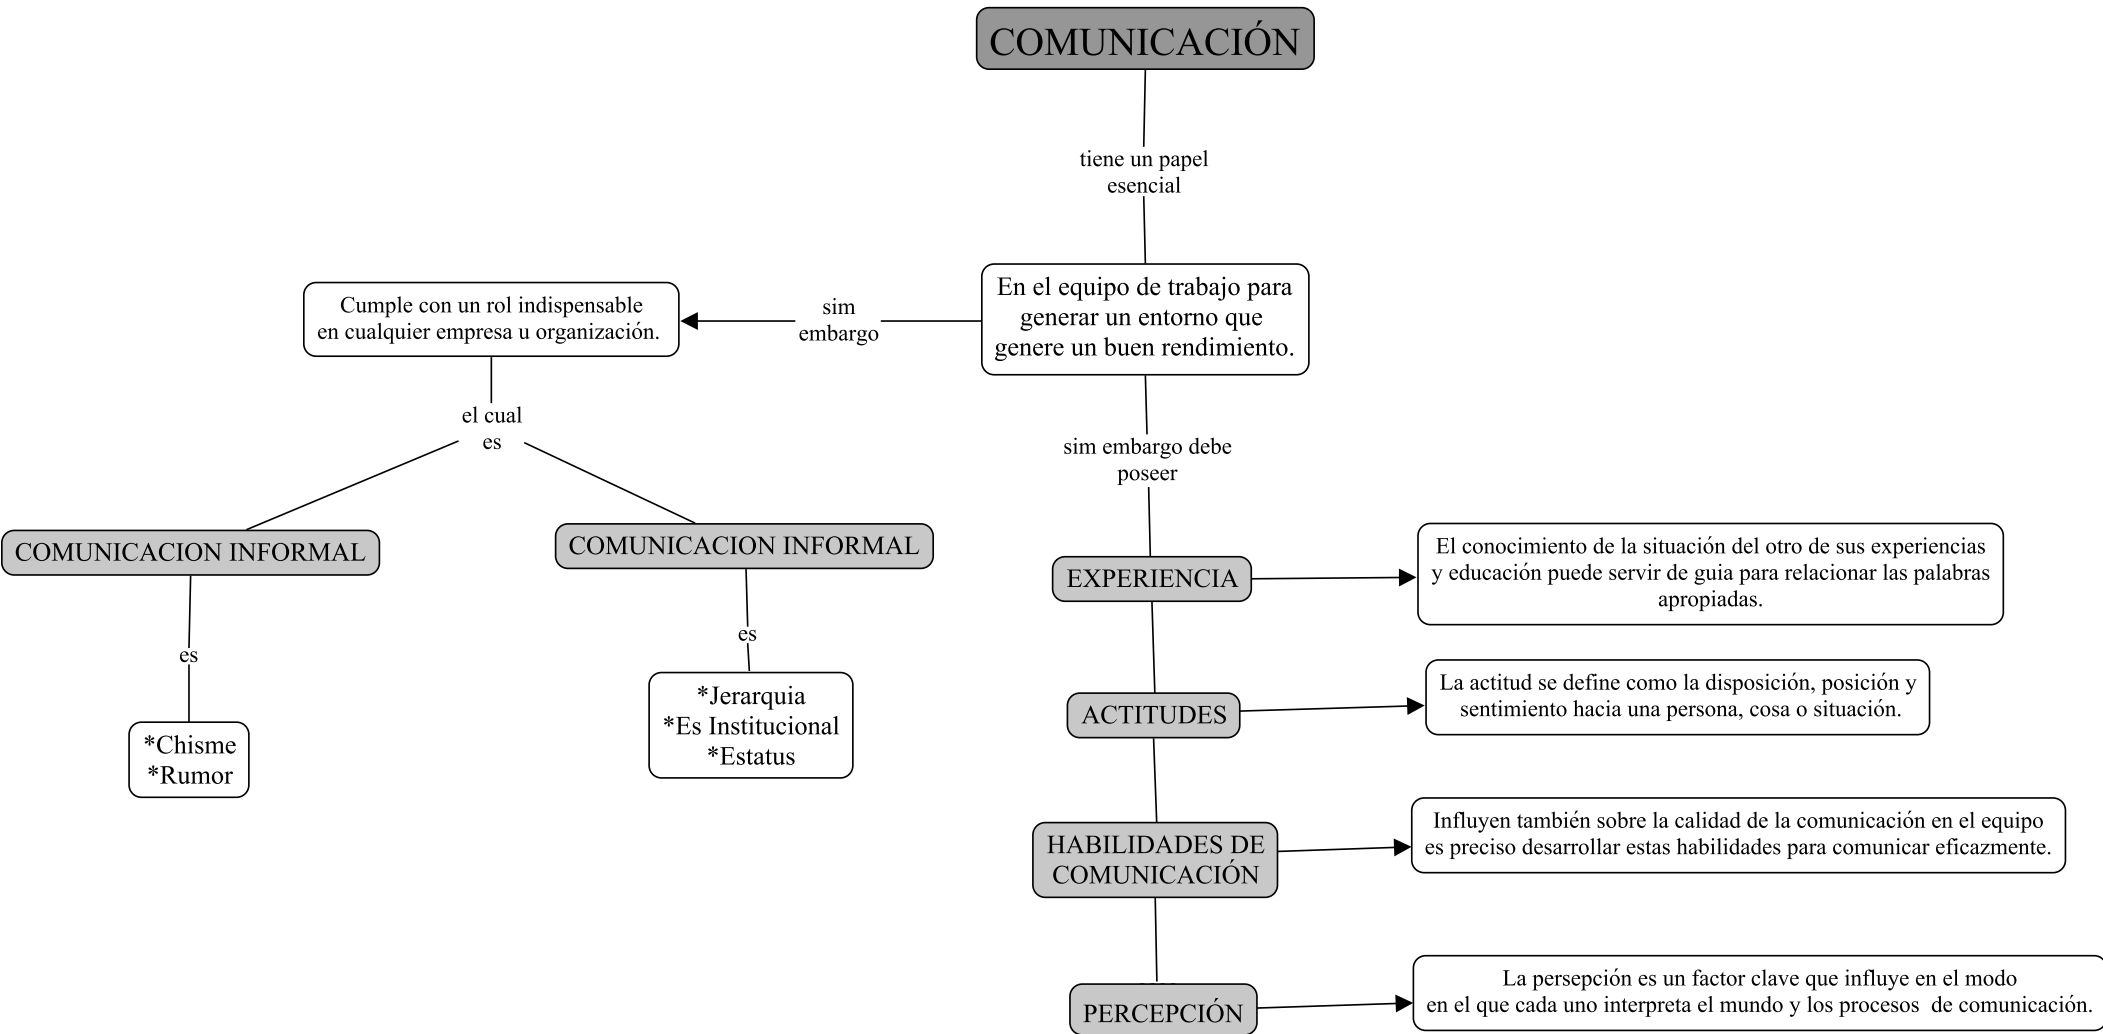 COMUNICACIÓN
tiene un papel
esencial
En el equipo de trabajo para
generar un entorno que
genere un buen rendimiento.
sim
embargo
Cumple con un rol indispensable
en cualquier empresa u organización.
el cual
es
COMUNICACION INFORMAL
es
*Chisme
*Rumor
COMUNICACION INFORMAL
es
*Jerarquia
*Es Institucional
*Estatus
sim embargo debe
poseer
EXPERIENCIA
El conocimiento de la situación del otro de sus experiencias
y educación puede servir de guia para relacionar las palabras
apropiadas.
ACTITUDES
La actitud se define como la disposición, posición y
sentimiento hacia una persona, cosa o situación.
HABILIDADES DE
COMUNICACIÓN
Influyen también sobre la calidad de la comunicación en el equipo
es preciso desarrollar estas habilidades para comunicar eficazmente.
PERCEPCIÓN
La persepción es un factor clave que influye en el modo
en el que cada uno interpreta el mundo y los procesos  de comunicación.